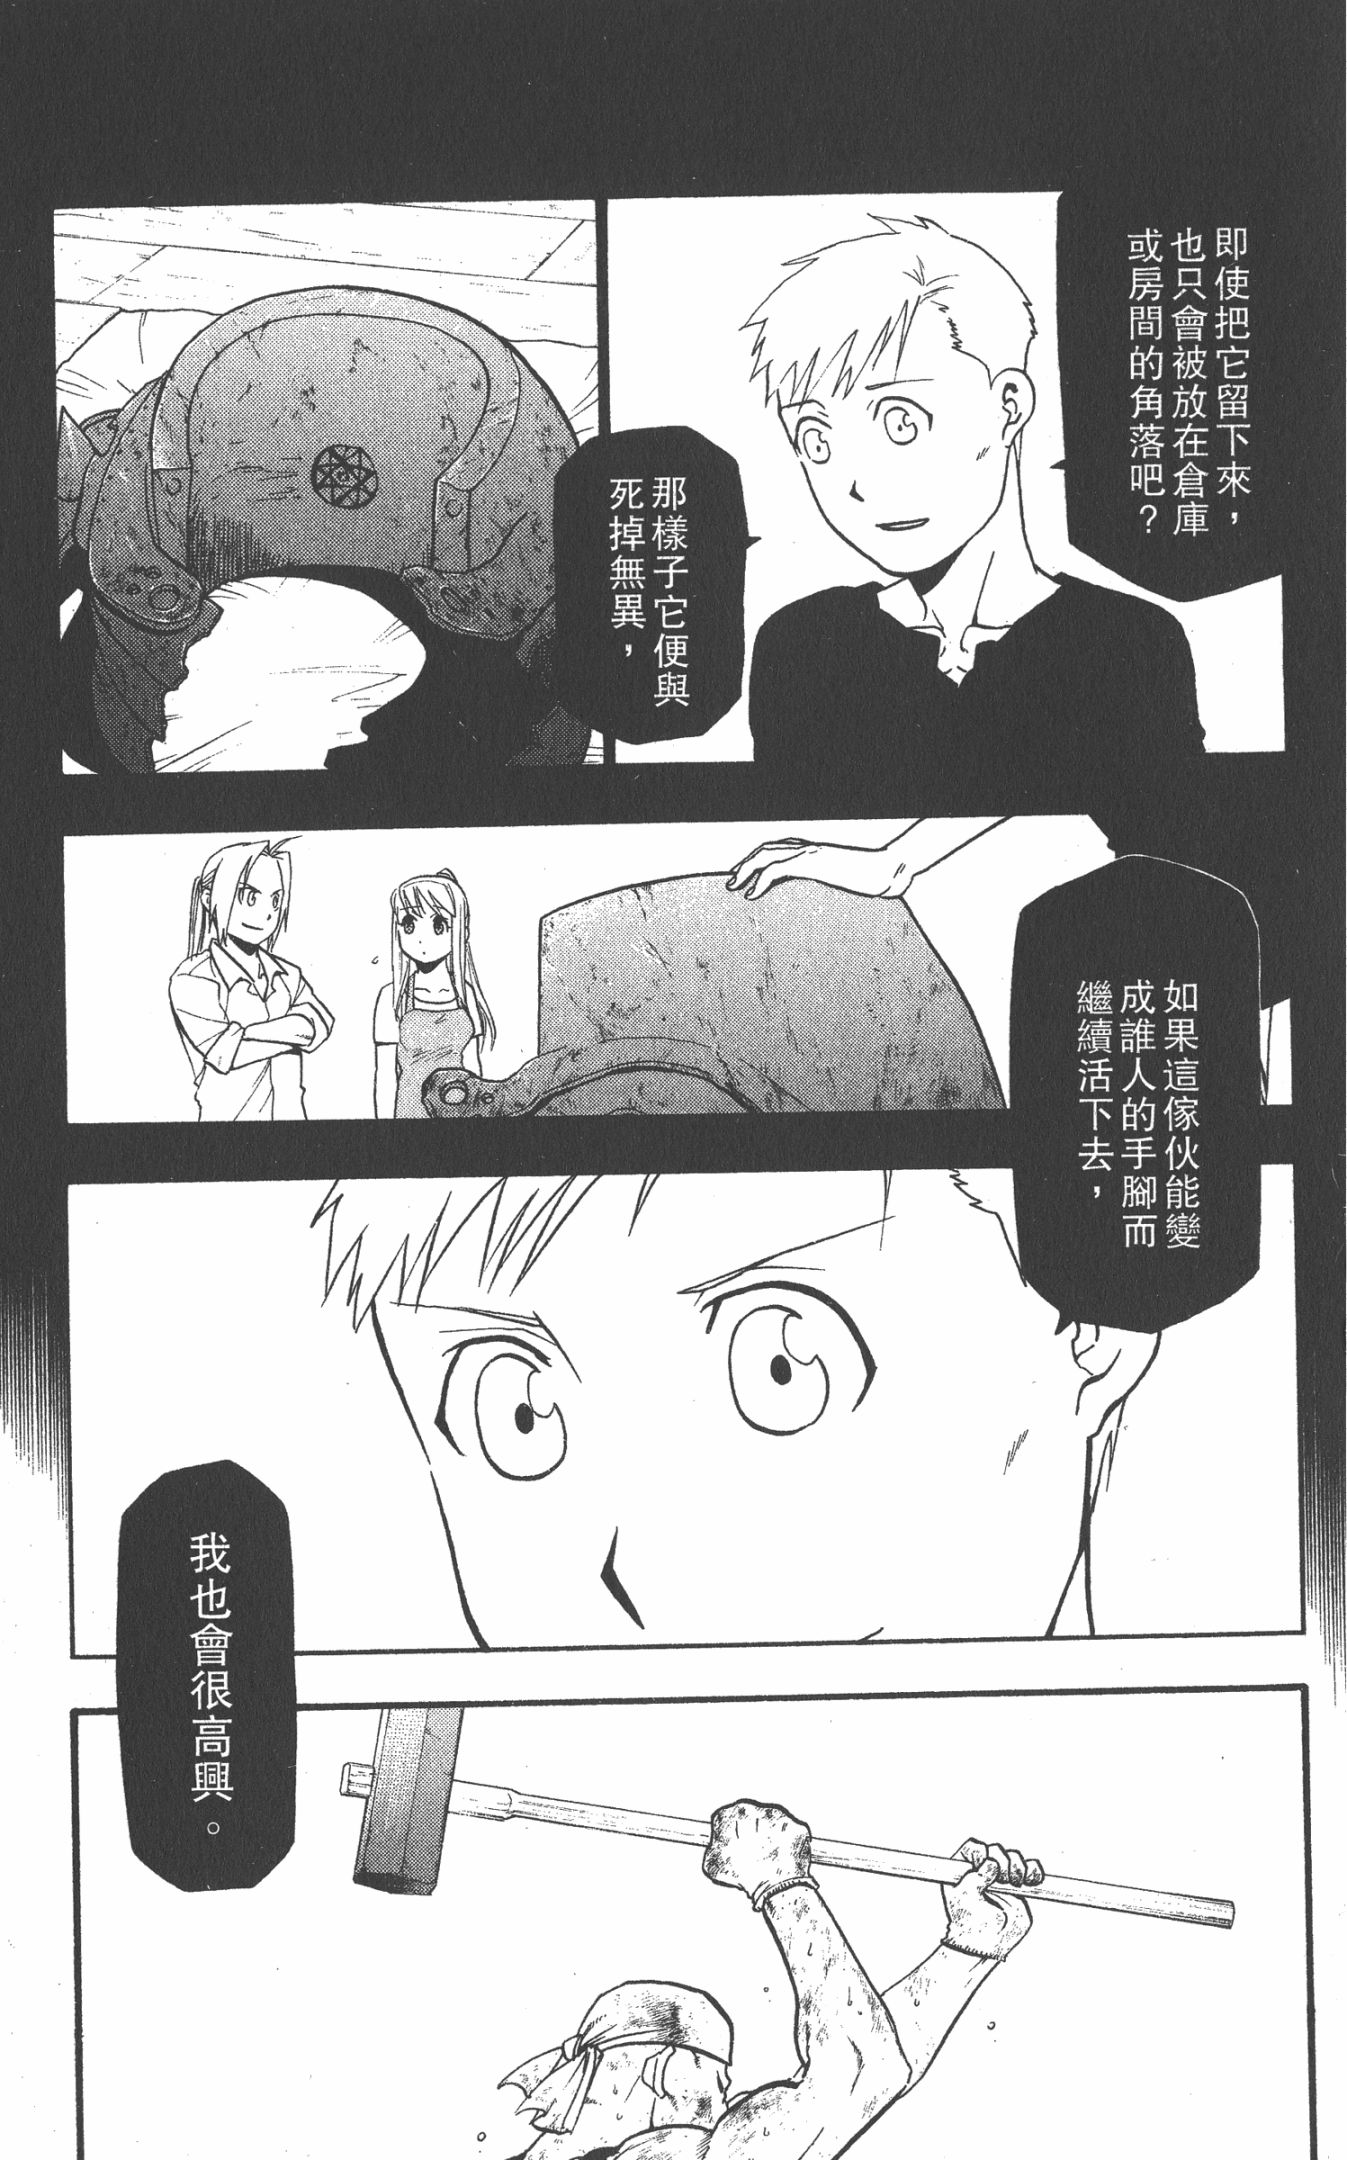 即使把它留下來，
也只會被放在倉庫
或房間的角落吧？
那樣子它便與
死掉無異，
如果這傢伙能變
成誰人的手腳而
繼續活下去，
我也會很高興。